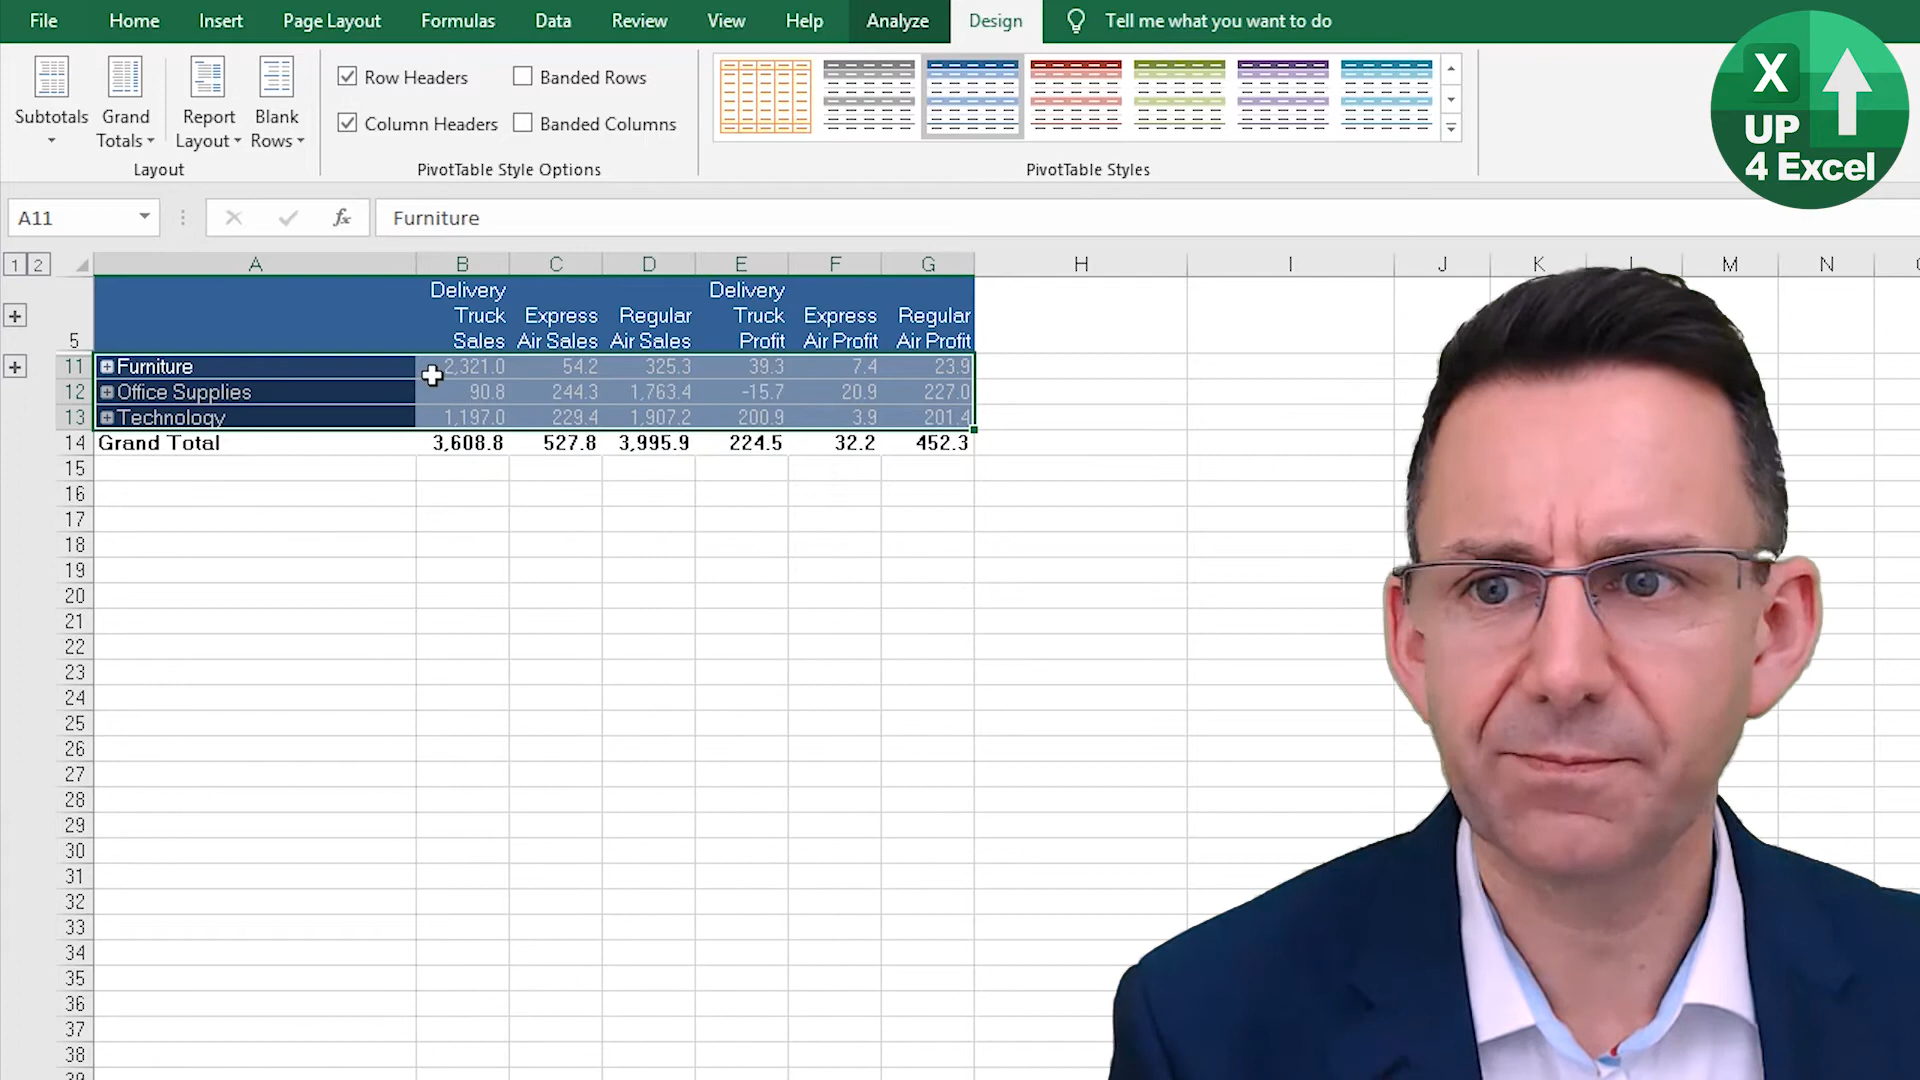 File Home Insert Page Layout Formulas Data Review View Help Analyze Design Tell me what you want to do
Subtotals Grand Totals Report Layout Blank Rows
Layout
Row Headers Banded Rows
Column Headers Banded Columns
PivotTable Style Options
PivotTable Styles
X
UP
4 Excel
A11 fx Furniture
1 2 A B C D E F G H I J K L M N
Delivery Truck Sales Express Air Sales Regular Air Sales Delivery Truck Profit Express Air Profit Regular Air Profit
5
11 Furniture 2,321.0 54.2 325.3 39.3 7.4 23.9
12 Office Supplies 90.8 244.3 1,763.4 -15.7 20.9 227.0
13 Technology 1,197.0 229.4 1,907.2 200.9 3.9 201.4
14 Grand Total 3,608.8 527.8 3,995.9 224.5 32.2 452.3
15
16
17
18
19
20
21
22
23
24
25
26
27
28
29
30
31
32
33
34
35
36
37
38
39